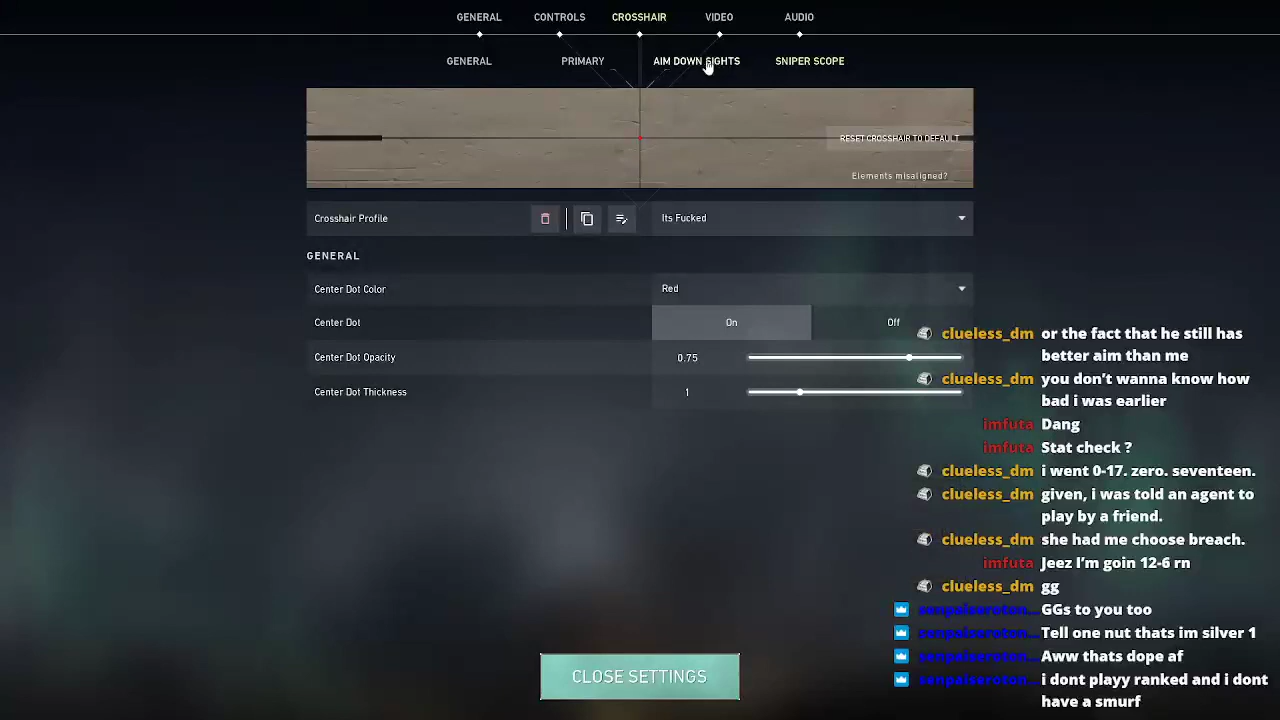 GENERAL CONTROLS CROSSHAIR VIDEO AUDIO
GENERAL PRIMARY AIM DOWN SIGHTS SNIPER SCOPE
RESET CROSSHAIR TO DEFAULT
Elements misaligned?
Crosshair Profile Its Fucked
GENERAL
Center Dot Color Red
Center Dot On Off
Center Dot Opacity 0.75
Center Dot Thickness 1
clueless_dm or the fact that he still has
better aim than me
clueless_dm you don't wanna know how
bad i was earlier
imfuta Dang
imfuta Stat check ?
clueless_dm i went 0-17. zero. seventeen.
clueless_dm given, i was told an agent to
play by a friend.
clueless_dm she had me choose breach.
imfuta Jeez I'm goin 12-6 rn
clueless_dm gg
senpaiseroton... GGs to you too
senpaiseroton... Tell one nut thats im silver 1
senpaiseroton... Aww thats dope af
senpaiseroton... i dont playy ranked and i dont
have a smurf
CLOSE SETTINGS